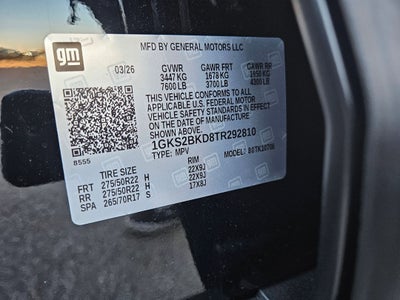 gm
MFD BY GENERAL MOTORS LLC
03/26
GVWR GAWR FRT GAWR RR
3447 KG 1678 KG 1950 KG
7600 LB 3700 LB 4300 LB
THIS VEHICLE CONFORMS TO ALL
APPLICABLE U.S. FEDERAL MOTOR
VEHICLE SAFETY STANDARDS IN EFFECT
ON THE DATE OF MANUFACTURE
1GKS2BKD8TR292810
8555
TYPE: MPV MODEL:
TIRE SIZE RIM
FRT 275/50R22 H 22X9J
RR 275/50R22 H 22X9J
SPA 265/70R17 S 17X8J